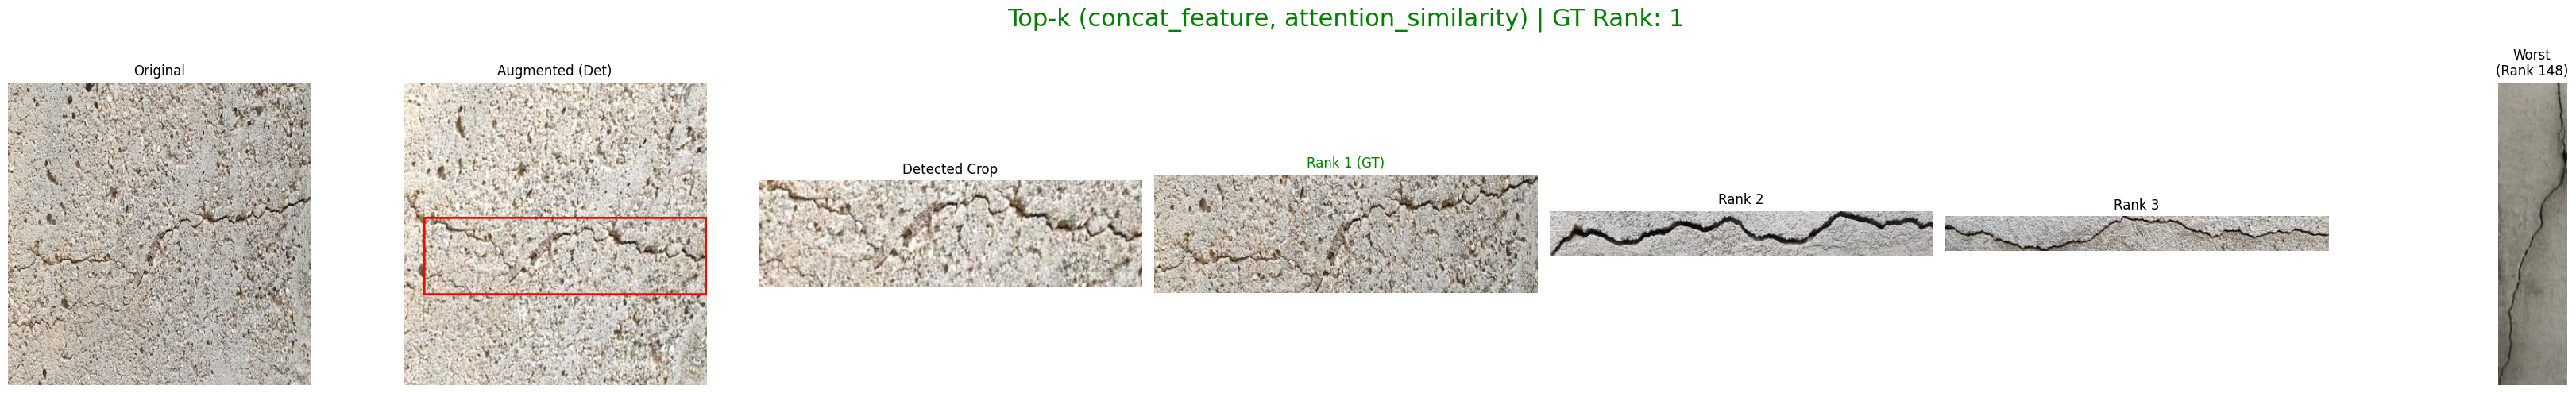 Top-k (concat_feature, attention_similarity) | GT Rank: 1
Original
Augmented (Det)
Detected Crop
Rank 1 (GT)
Rank 2
Rank 3
Worst
(Rank 148)